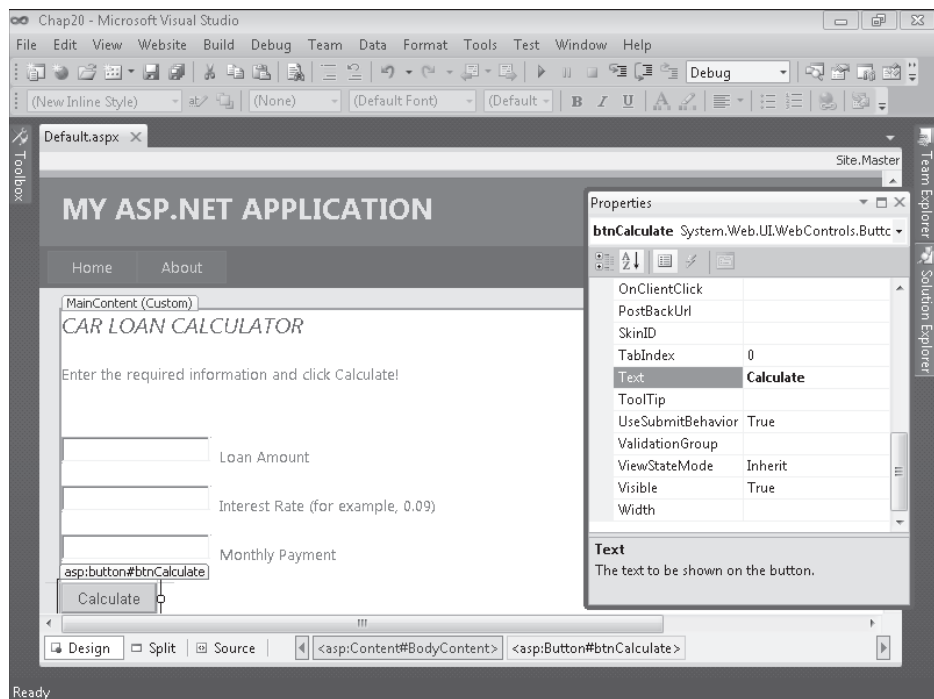 Chap20 - Microsoft Visual Studio
File Edit View Website Build Debug Team Data Format Tools Test Window Help
Debug
(New Inline Style) (None) (Default Font) (Default B I U A
Toolbox
Default.aspx
Site.Master
MY ASP.NET APPLICATION
Home About
MainContent (Custom)
CAR LOAN CALCULATOR
Enter the required information and click Calculate!
Loan Amount
Interest Rate (for example, 0.09)
Monthly Payment
asp:button#btnCalculate
Calculate
Properties
btnCalculate System.Web.UI.WebControls.Buttc
OnClientClick
PostBackUrl
SkinID
TabIndex 0
Text Calculate
ToolTip
UseSubmitBehavior True
ValidationGroup
ViewStateMode Inherit
Visible True
Width
Text
The text to be shown on the button.
Team Explorer
Solution Explorer
Design Split Source <asp:Content#BodyContent> <asp:Button#btnCalculate>
Ready